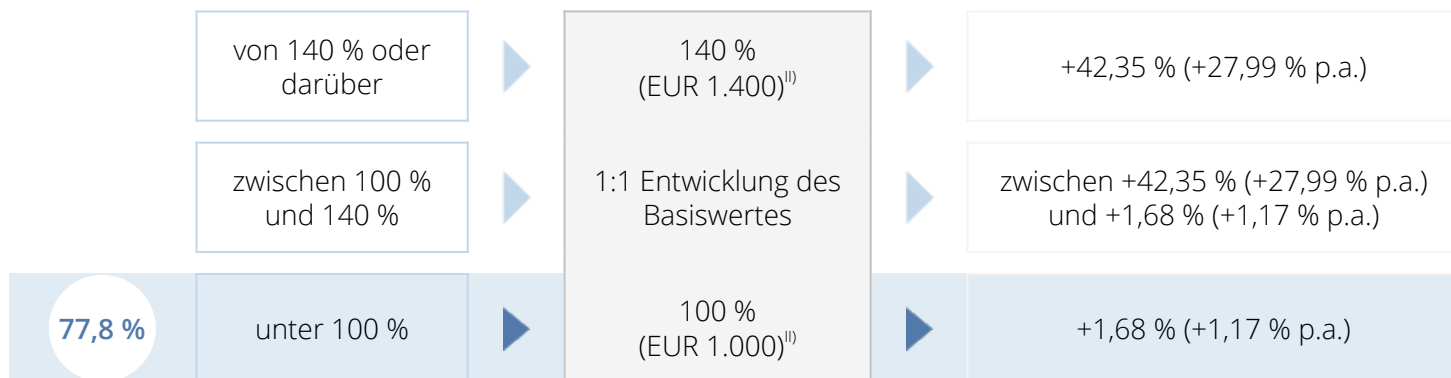 von 140 % oder
darüber
140 %
(EUR 1.400)II)
+42,35 % (+27,99 % p.a.)
zwischen 100 %
und 140 %
1:1 Entwicklung des
Basiswertes
zwischen +42,35 % (+27,99 % p.a.)
und +1,68 % (+1,17 % p.a.)
77,8 %
unter 100 %
100 %
(EUR 1.000)II)
+1,68 % (+1,17 % p.a.)